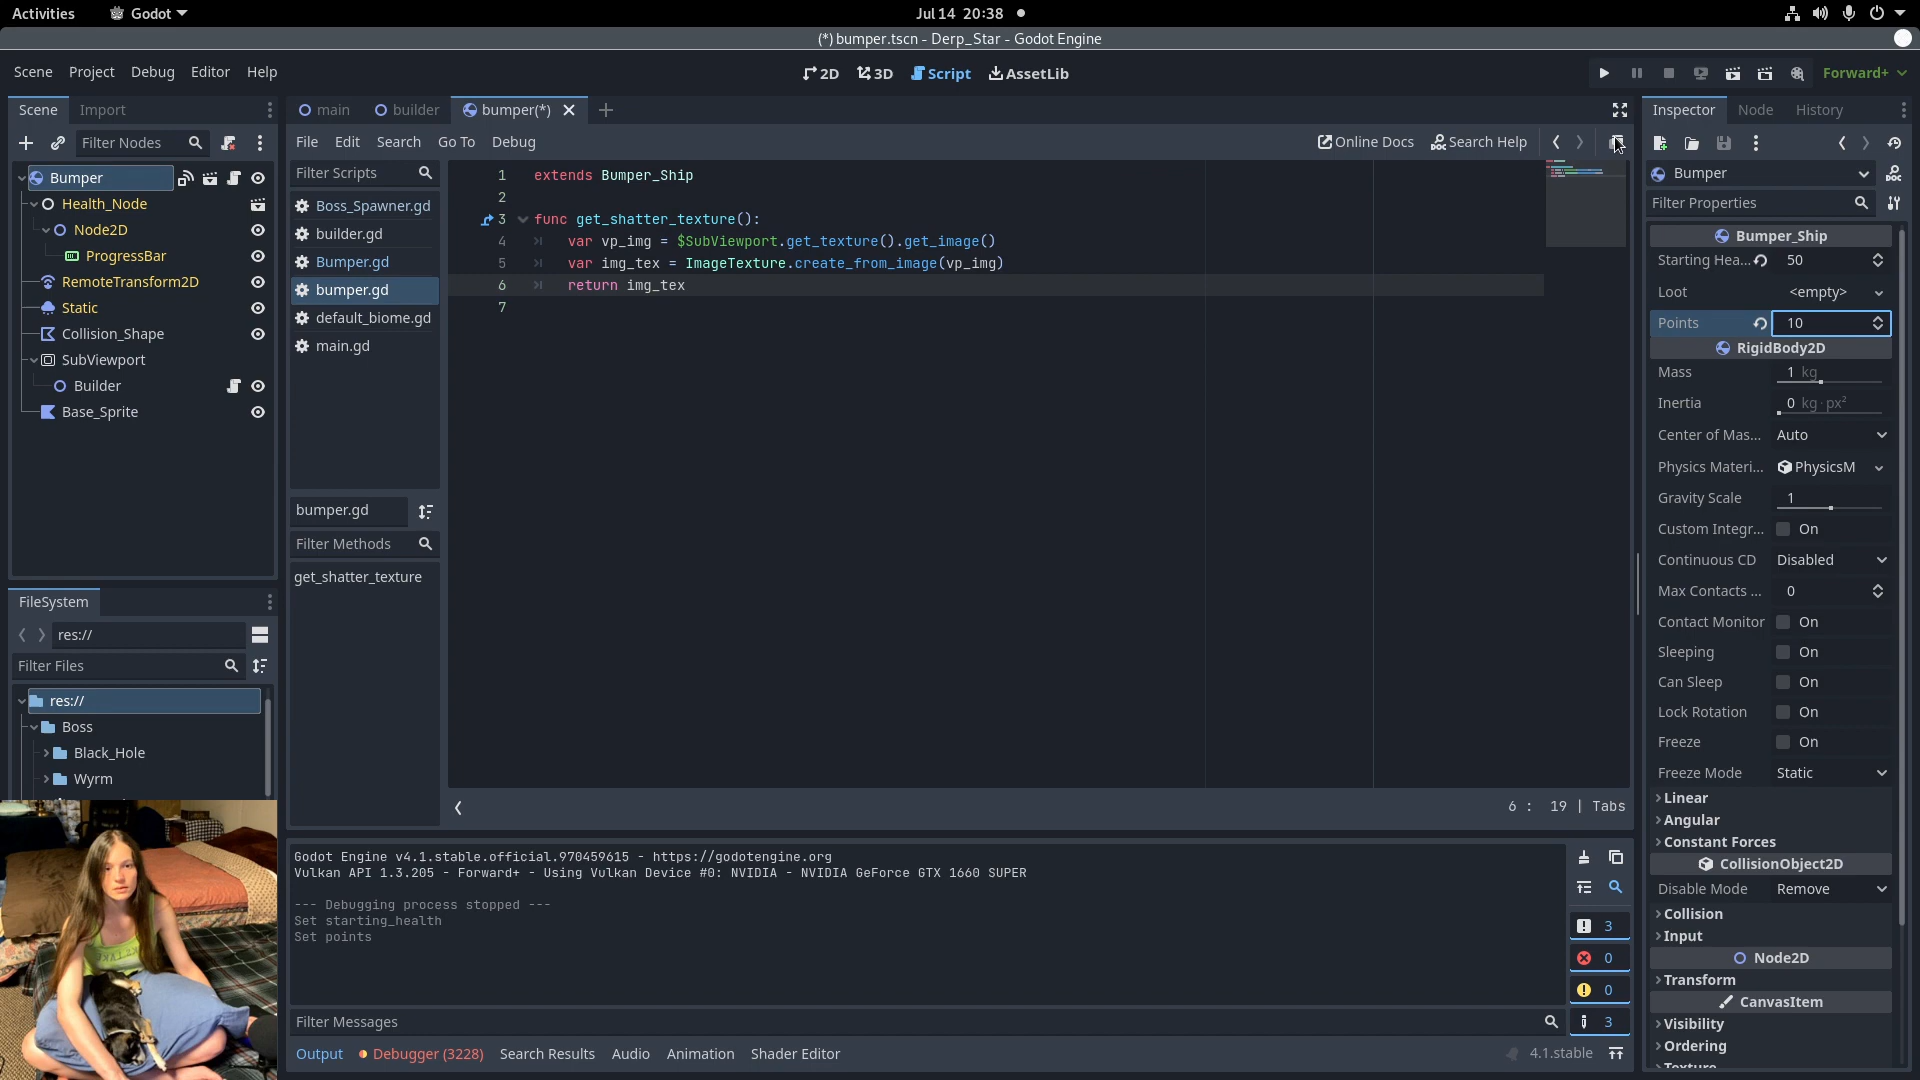 Activities
Godot
Jul 14 20:38
(*) bumper.tscn - Derp_Star - Godot Engine
Scene Project Debug Editor Help
2D 3D Script AssetLib
Forward+
Scene Import
main builder bumper(*)
Inspector Node History
Filter Nodes
File Edit Search Go To Debug
Online Docs Search Help
Bumper
Health_Node
Node2D
ProgressBar
RemoteTransform2D
Static
Collision_Shape
SubViewport
Builder
Base_Sprite
FileSystem
res://
Filter Files
res://
Boss
Black_Hole
Wyrm
Filter Scripts
Boss_Spawner.gd
builder.gd
Bumper.gd
bumper.gd
default_biome.gd
main.gd
bumper.gd
Filter Methods
get_shatter_texture
1 extends Bumper_Ship
2
3 func get_shatter_texture():
4 var vp_img = $SubViewport.get_texture().get_image()
5 var img_tex = ImageTexture.create_from_image(vp_img)
6 return img_tex
7
6 : 19 | Tabs
Godot Engine v4.1.stable.official.970459615 - https://godotengine.org
Vulkan API 1.3.205 - Forward+ - Using Vulkan Device #0: NVIDIA - NVIDIA GeForce GTX 1660 SUPER
--- Debugging process stopped ---
Set starting_health
Set points
3
0
0
3
Filter Messages
Output Debugger (3228) Search Results Audio Animation Shader Editor
4.1.stable
Bumper
Filter Properties
Bumper_Ship
Starting Hea... 50
Loot <empty>
Points 10
RigidBody2D
Mass 1 kg
Inertia 0 kg·px²
Center of Mas... Auto
Physics Materi... PhysicsM
Gravity Scale 1
Custom Integr... On
Continuous CD Disabled
Max Contacts ... 0
Contact Monitor On
Sleeping On
Can Sleep On
Lock Rotation On
Freeze On
Freeze Mode Static
Linear
Angular
Constant Forces
CollisionObject2D
Disable Mode Remove
Collision
Input
Node2D
Transform
CanvasItem
Visibility
Ordering
Texture